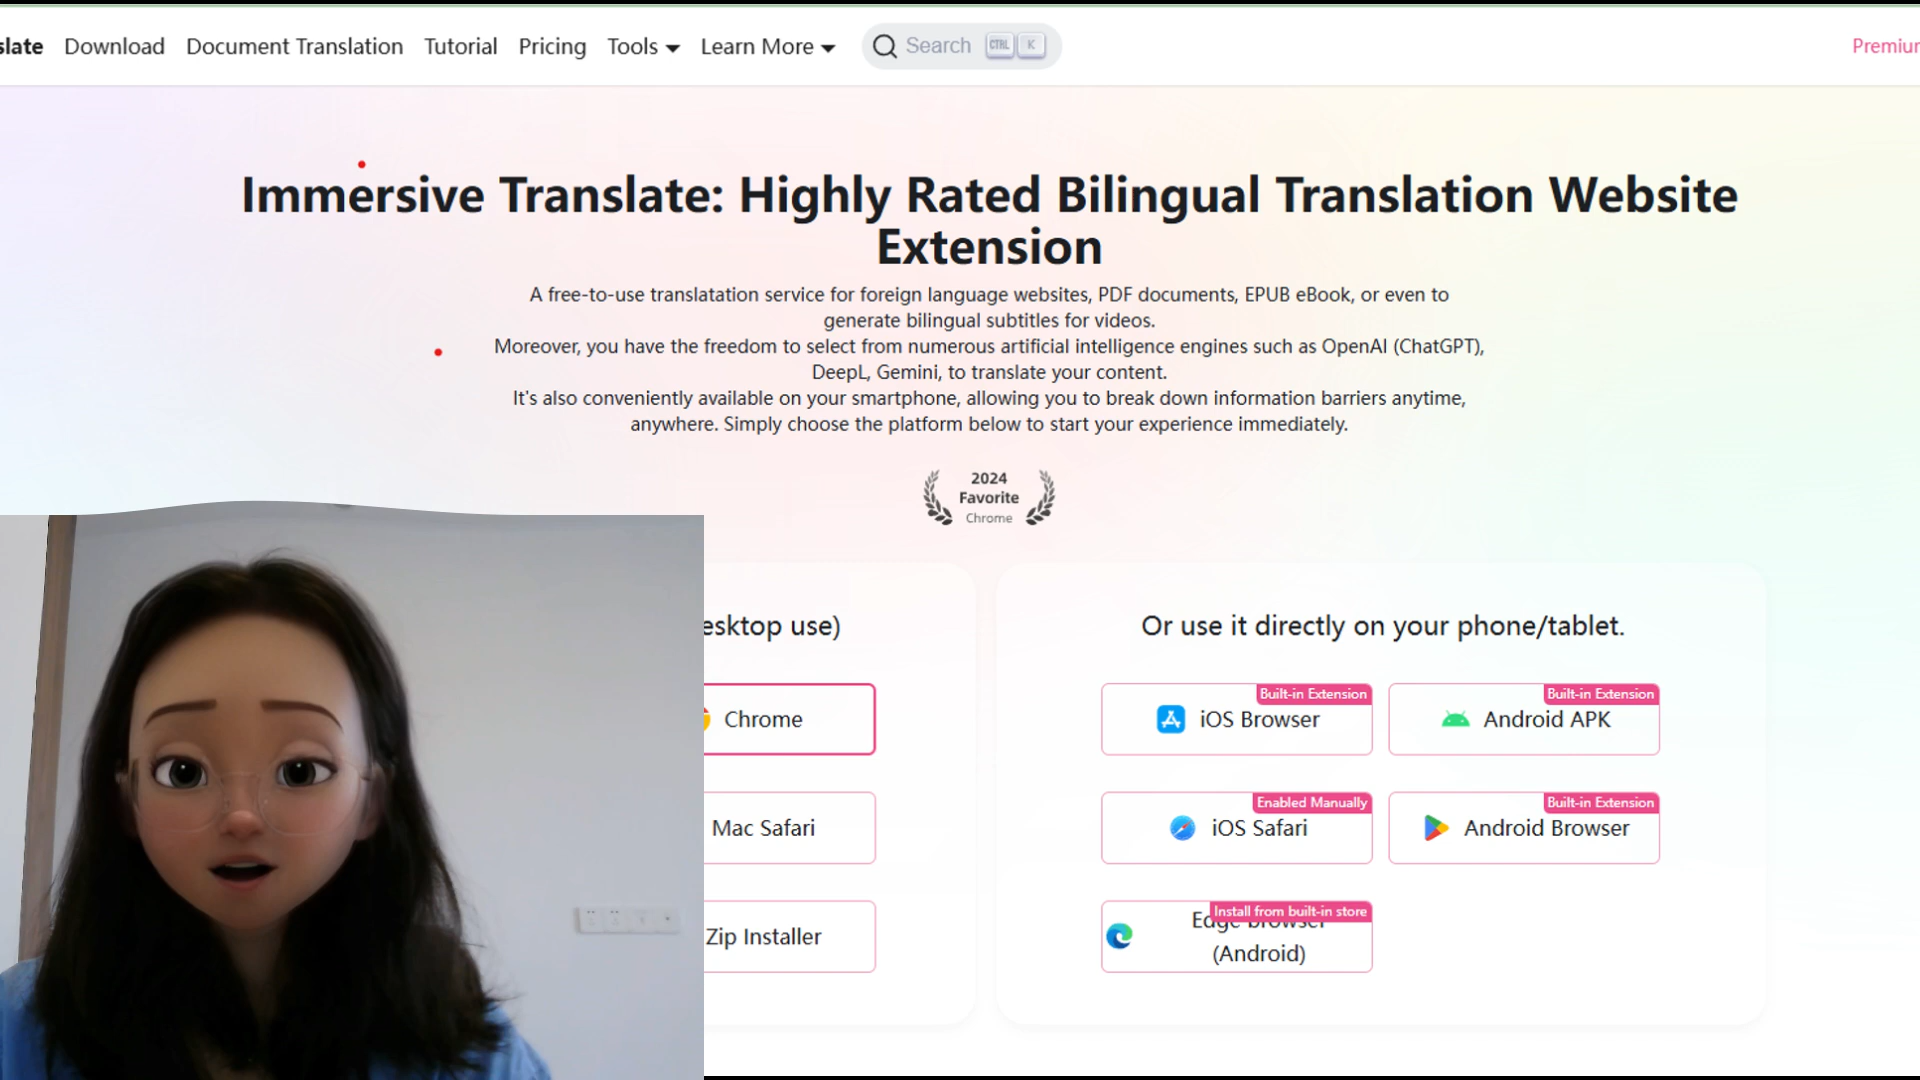 slate Download Document Translation Tutorial Pricing Tools Learn More Search CTRL K Premiur
Immersive Translate: Highly Rated Bilingual Translation Website
Extension
A free-to-use translatation service for foreign language websites, PDF documents, EPUB eBook, or even to
generate bilingual subtitles for videos.
Moreover, you have the freedom to select from numerous artificial intelligence engines such as OpenAI (ChatGPT),
DeepL, Gemini, to translate your content.
It's also conveniently available on your smartphone, allowing you to break down information barriers anytime,
anywhere. Simply choose the platform below to start your experience immediately.
2024
Favorite
Chrome
esktop use)
Chrome
Mac Safari
Zip Installer
Or use it directly on your phone/tablet.
Built-in Extension
iOS Browser
Built-in Extension
Android APK
Enabled Manually
iOS Safari
Built-in Extension
Android Browser
Install from built-in store
Edge browser
(Android)